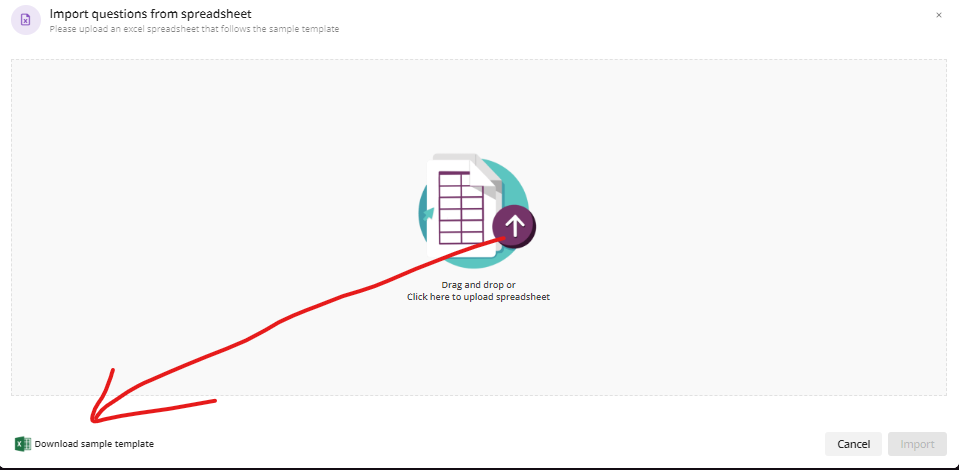 Import questions from spreadsheet
Please upload an excel spreadsheet that follows the sample template
×
Drag and drop or
Click here to upload spreadsheet
Download sample template
Cancel
Import